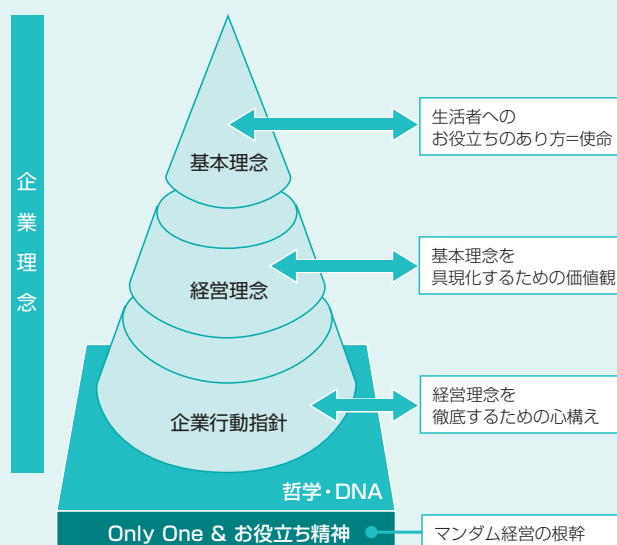 企業理念
基本理念
生活者への
お役立ちのあり方=使命
経営理念
基本理念を
具現化するための価値観
企業行動指針
経営理念を
徹底するための心構え
哲学・DNA
Only One & お役立ち精神
マンダム経営の根幹